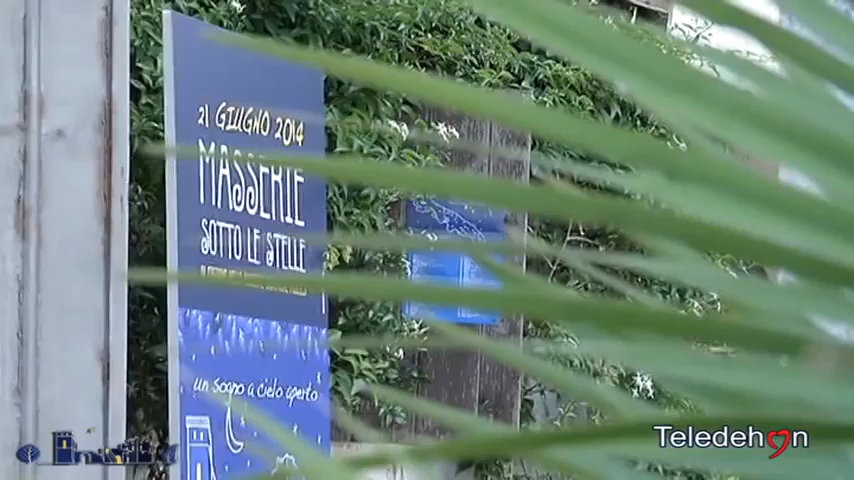 21 GIUGNO 2014
MASSERIE
SOTTO LE STELLE
un sogno a cielo aperto
Teledehon